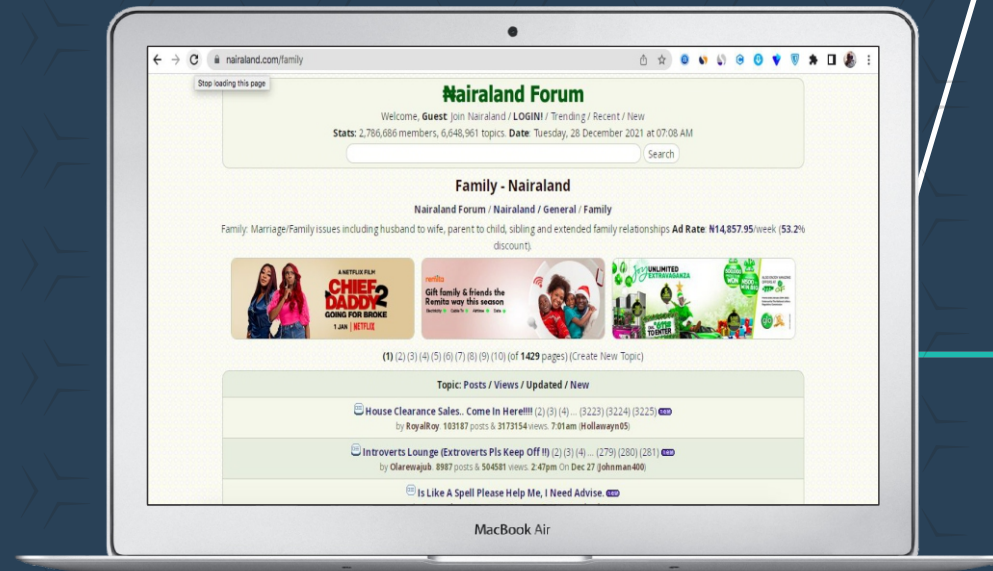 nairaland.com/family
Stop loading this page
₦airaland Forum
Welcome, Guest: Join Nairaland / LOGIN! / Trending / Recent / New
Stats: 2,786,686 members, 6,648,961 topics. Date: Tuesday, 28 December 2021 at 07:08 AM
Search
Family - Nairaland
Nairaland Forum / Nairaland / General / Family
Family: Marriage/Family issues including husband to wife, parent to child, sibling and extended family relationships Ad Rate: ₦14,857.95/week (53.2%
discount).
A NETFLIX FILM
CHIEF
DADDY 2
GOING FOR BROKE
1 JAN | NETFLIX
remita
Gift family & friends the
Remita way this season
Joy UNLIMITED
EXTRAVAGANZA
TO ENTER
glo
(1) (2) (3) (4) (5) (6) (7) (8) (9) (10) (of 1429 pages) (Create New Topic)
Topic: Posts / Views / Updated / New
House Clearance Sales.. Come In Here!!!! (2) (3) (4) ... (3223) (3224) (3225) new
by RoyalRoy. 103187 posts & 3173154 views. 7:01am (Hollawayn05)
Introverts Lounge (Extroverts Pls Keep Off !!) (2) (3) (4) ... (279) (280) (281) new
by Olarewajub. 8987 posts & 504581 views. 2:47pm On Dec 27 (Johnman400)
Is Like A Spell Please Help Me, I Need Advise. new
MacBook Air